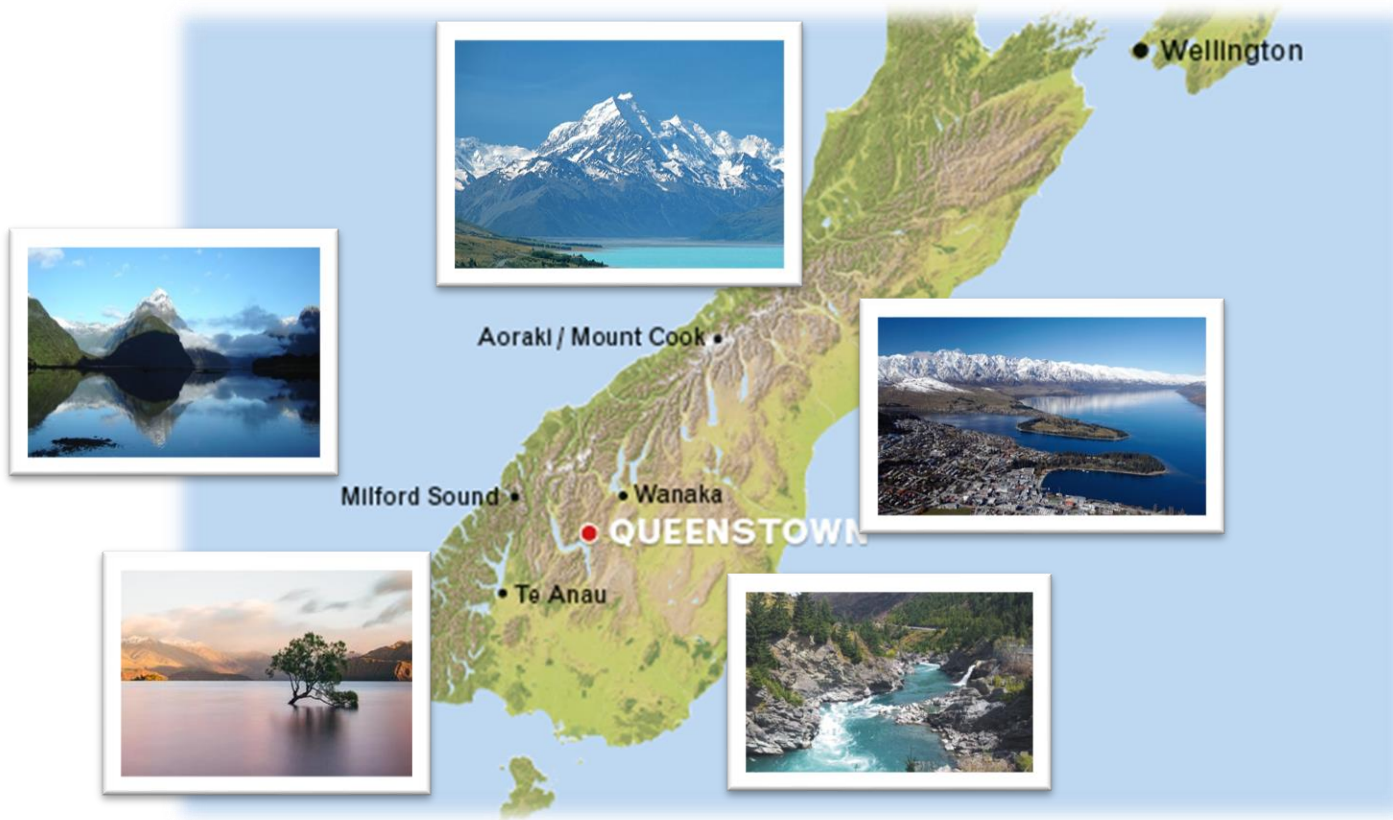 Wellington
Aoraki / Mount Cook
Milford Sound
Wanaka
QUEENSTOWN
Te Anau